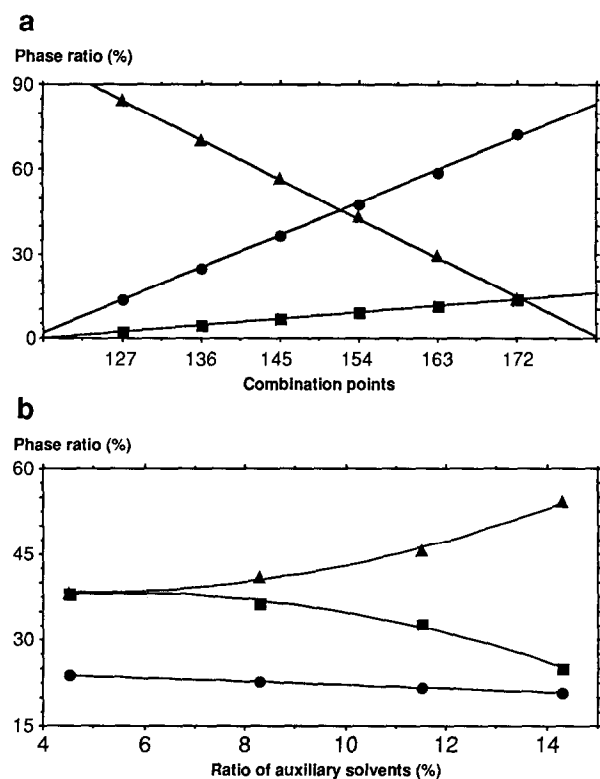 a
Phase ratio (%)
90
60
30
0
127 136 145 154 163 172
Combination points
b
Phase ratio (%)
60
45
30
15
4 6 8 10 12 14
Ratio of auxiliary solvents (%)